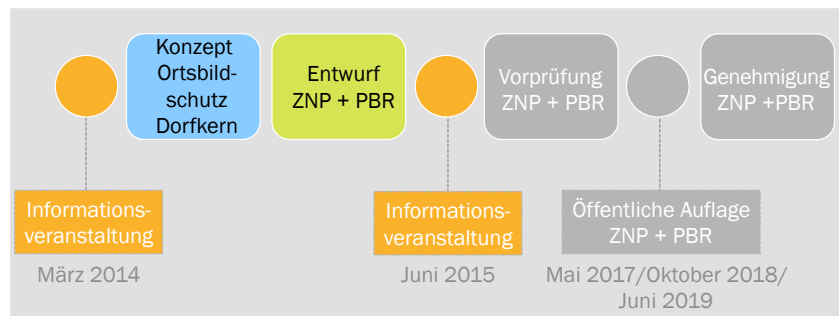 Konzept
Ortsbild-
schutz
Dorfkern
Entwurf
ZNP + PBR
Vorprüfung
ZNP + PBR
Genehmigung
ZNP +PBR
Informations-
veranstaltung
Informations-
veranstaltung
Öffentliche Auflage
ZNP + PBR
März 2014
Juni 2015
Mai 2017/Oktober 2018/
Juni 2019